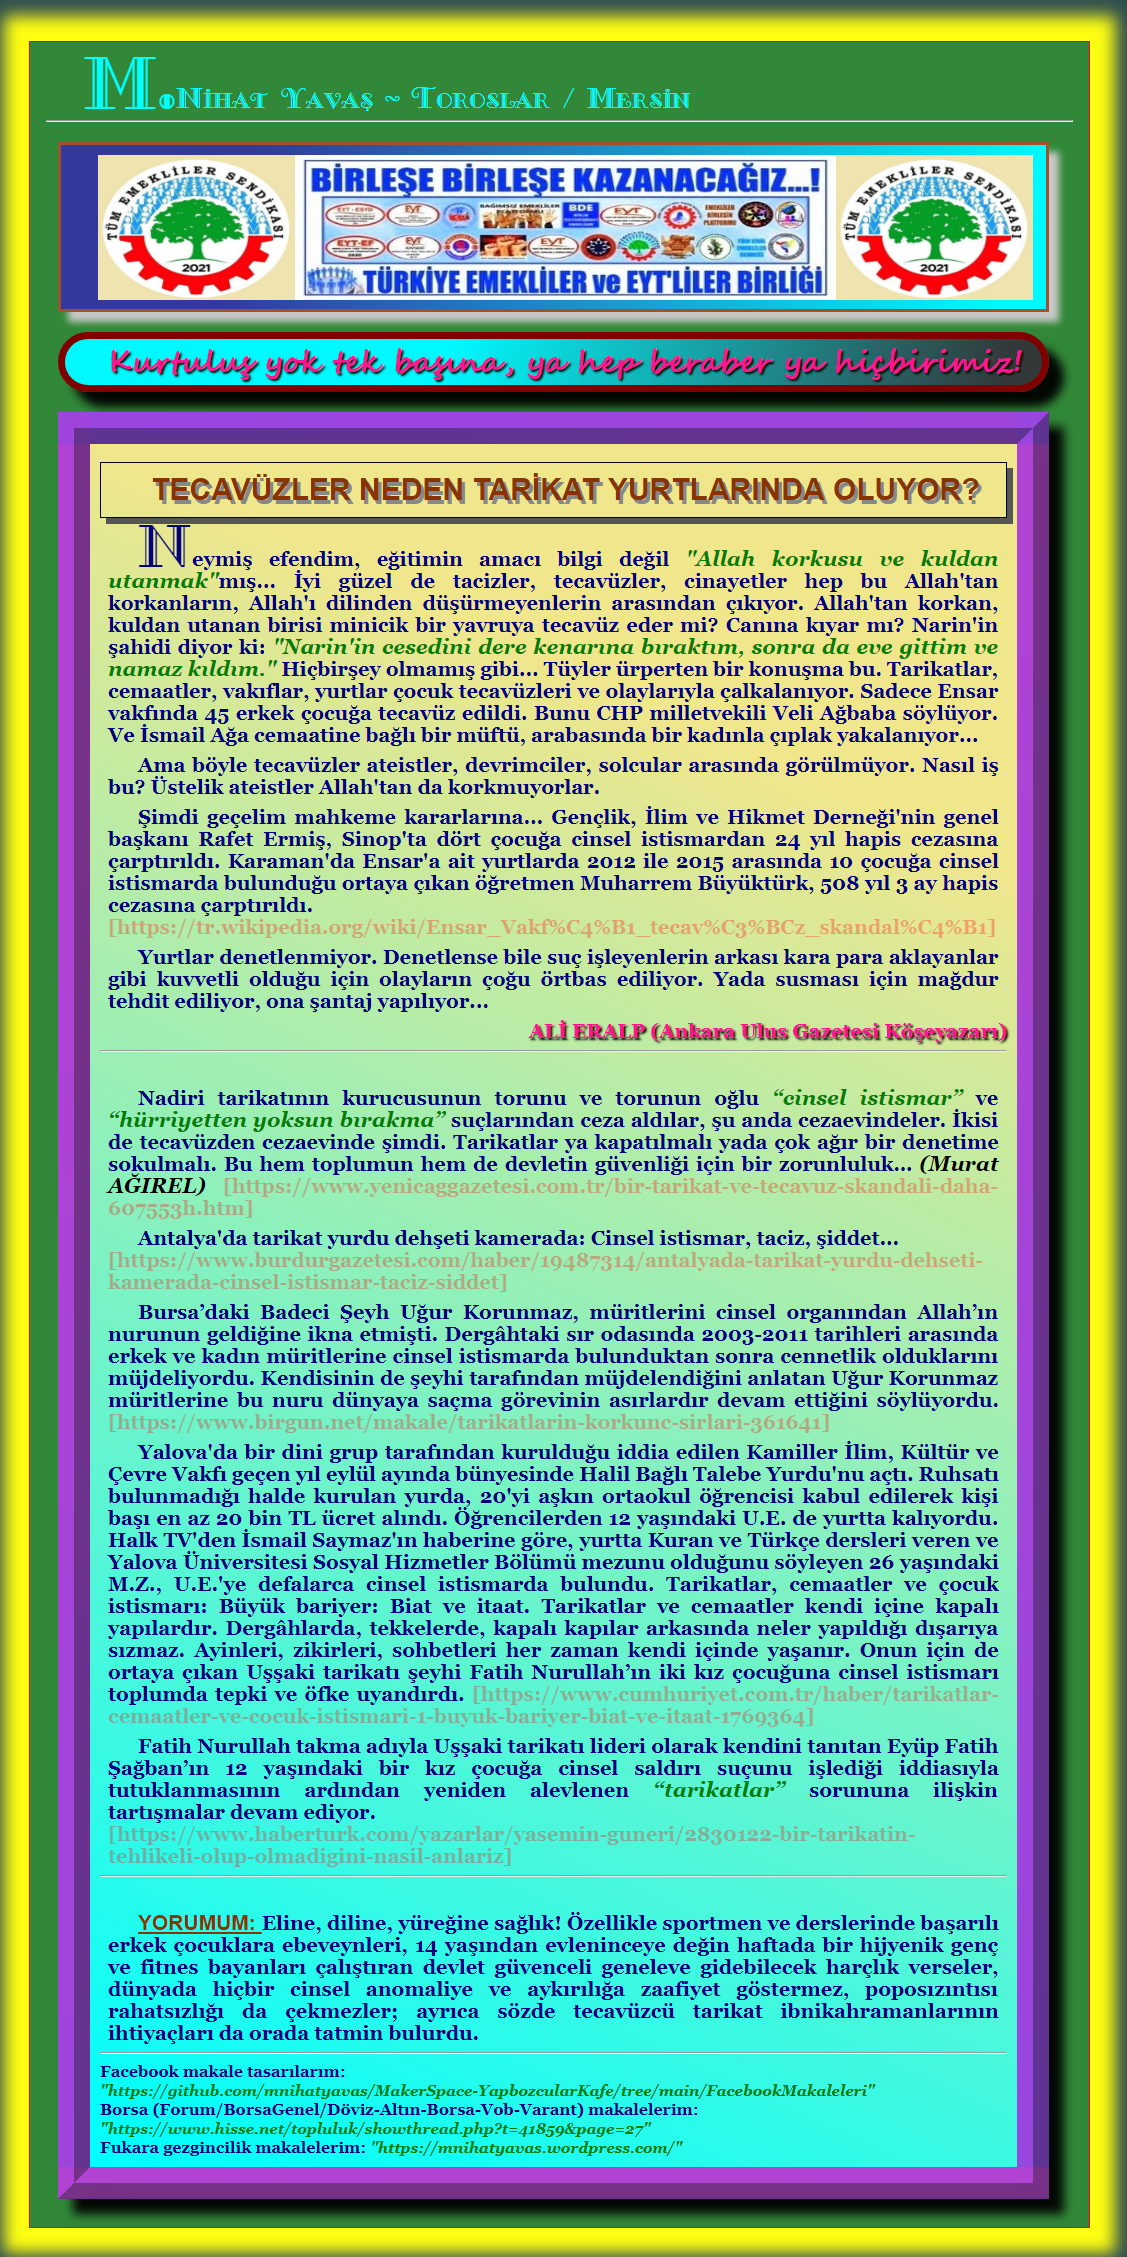 M.Nihat Yavaş ~ Toroslar / Mersin
TÜM EMEKLİLER SENDİKASI
2021
BİRLEŞE BİRLEŞE KAZANACAĞIZ...!
TÜRKİYE EMEKLİLER ve EYT'LİLER BİRLİĞİ
TÜM EMEKLİLER SENDİKASI
2021
Kurtuluş yok tek başına, ya hep beraber ya hiçbirimiz!
TECAVÜZLER NEDEN TARİKAT YURTLARINDA OLUYOR?
Neymiş efendim, eğitimin amacı bilgi değil "Allah korkusu ve kuldan
utanmak"mış... İyi güzel de tacizler, tecavüzler, cinayetler hep bu Allah'tan
korkanların, Allah'ı dilinden düşürmeyenlerin arasından çıkıyor. Allah'tan korkan,
kuldan utanan birisi minicik bir yavruya tecavüz eder mi? Canına kıyar mı? Narin'in
şahidi diyor ki: "Narin'in cesedini dere kenarına bıraktım, sonra da eve gittim ve
namaz kıldım." Hiçbirşey olmamış gibi... Tüyler ürperten bir konuşma bu. Tarikatlar,
cemaatler, vakıflar, yurtlar çocuk tecavüzleri ve olaylarıyla çalkalanıyor. Sadece Ensar
vakfında 45 erkek çocuğa tecavüz edildi. Bunu CHP milletvekili Veli Ağbaba söylüyor.
Ve İsmail Ağa cemaatine bağlı bir müftü, arabasında bir kadınla çıplak yakalanıyor...
Ama böyle tecavüzler ateistler, devrimciler, solcular arasında görülmüyor. Nasıl iş
bu? Üstelik ateistler Allah'tan da korkmuyorlar.
Şimdi geçelim mahkeme kararlarına... Gençlik, İlim ve Hikmet Derneği'nin genel
başkanı Rafet Ermiş, Sinop'ta dört çocuğa cinsel istismardan 24 yıl hapis cezasına
çarptırıldı. Karaman'da Ensar'a ait yurtlarda 2012 ile 2015 arasında 10 çocuğa cinsel
istismarda bulunduğu ortaya çıkan öğretmen Muharrem Büyüktürk, 508 yıl 3 ay hapis
cezasına çarptırıldı.
[https://tr.wikipedia.org/wiki/Ensar_Vakf%C4%B1_tecav%C3%BCz_skandal%C4%B1]
Yurtlar denetlenmiyor. Denetlense bile suç işleyenlerin arkası kara para aklayanlar
gibi kuvvetli olduğu için olayların çoğu örtbas ediliyor. Yada susması için mağdur
tehdit ediliyor, ona şantaj yapılıyor...
ALİ ERALP (Ankara Ulus Gazetesi Köşeyazarı)
Nadiri tarikatının kurucusunun torunu ve torunun oğlu “cinsel istismar” ve
“hürriyetten yoksun bırakma” suçlarından ceza aldılar, şu anda cezaevindeler. İkisi
de tecavüzden cezaevinde şimdi. Tarikatlar ya kapatılmalı yada çok ağır bir denetime
sokulmalı. Bu hem toplumun hem de devletin güvenliği için bir zorunluluk... (Murat
AĞIREL) [https://www.yenicaggazetesi.com.tr/bir-tarikat-ve-tecavuz-skandali-daha-
607553h.htm]
Antalya'da tarikat yurdu dehşeti kamerada: Cinsel istismar, taciz, şiddet...
[https://www.burdurgazetesi.com/haber/19487314/antalyada-tarikat-yurdu-dehseti-
kamerada-cinsel-istismar-taciz-siddet]
Bursa’daki Badeci Şeyh Uğur Korunmaz, müritlerini cinsel organından Allah’ın
nurunun geldiğine ikna etmişti. Dergâhtaki sır odasında 2003-2011 tarihleri arasında
erkek ve kadın müritlerine cinsel istismarda bulunduktan sonra cennetlik olduklarını
müjdeliyordu. Kendisinin de şeyhi tarafından müjdelendiğini anlatan Uğur Korunmaz
müritlerine bu nuru dünyaya saçma görevinin asırlardır devam ettiğini söylüyordu.
[https://www.birgun.net/makale/tarikatlarin-korkunc-sirlari-361641]
Yalova'da bir dini grup tarafından kurulduğu iddia edilen Kamiller İlim, Kültür ve
Çevre Vakfı geçen yıl eylül ayında bünyesinde Halil Bağlı Talebe Yurdu'nu açtı. Ruhsatı
bulunmadığı halde kurulan yurda, 20'yi aşkın ortaokul öğrencisi kabul edilerek kişi
başı en az 20 bin TL ücret alındı. Öğrencilerden 12 yaşındaki U.E. de yurtta kalıyordu.
Halk TV'den İsmail Saymaz'ın haberine göre, yurtta Kuran ve Türkçe dersleri veren ve
Yalova Üniversitesi Sosyal Hizmetler Bölümü mezunu olduğunu söyleyen 26 yaşındaki
M.Z., U.E.'ye defalarca cinsel istismarda bulundu. Tarikatlar, cemaatler ve çocuk
istismarı: Büyük bariyer: Biat ve itaat. Tarikatlar ve cemaatler kendi içine kapalı
yapılardır. Dergâhlarda, tekkelerde, kapalı kapılar arkasında neler yapıldığı dışarıya
sızmaz. Ayinleri, zikirleri, sohbetleri her zaman kendi içinde yaşanır. Onun için de
ortaya çıkan Uşşaki tarikatı şeyhi Fatih Nurullah’ın iki kız çocuğuna cinsel istismarı
toplumda tepki ve öfke uyandırdı. [https://www.cumhuriyet.com.tr/haber/tarikatlar-
cemaatler-ve-cocuk-istismari-1-buyuk-bariyer-biat-ve-itaat-1769364]
Fatih Nurullah takma adıyla Uşşaki tarikatı lideri olarak kendini tanıtan Eyüp Fatih
Şağban’ın 12 yaşındaki bir kız çocuğa cinsel saldırı suçunu işlediği iddiasıyla
tutuklanmasının ardından yeniden alevlenen “tarikatlar” sorununa ilişkin
tartışmalar devam ediyor.
[https://www.haberturk.com/yazarlar/yasemin-guneri/2830122-bir-tarikatin-
tehlikeli-olup-olmadigini-nasil-anlariz]
YORUMUM: Eline, diline, yüreğine sağlık! Özellikle sportmen ve derslerinde başarılı
erkek çocuklara ebeveynleri, 14 yaşından evleninceye değin haftada bir hijyenik genç
ve fitnes bayanları çalıştıran devlet güvenceli geneleve gidebilecek harçlık verseler,
dünyada hiçbir cinsel anomaliye ve aykırılığa zaafiyet göstermez, poposızıntısı
rahatsızlığı da çekmezler; ayrıca sözde tecavüzcü tarikat ibnikahramanlarının
ihtiyaçları da orada tatmin bulurdu.
Facebook makale tasarılarım:
"https://github.com/mnihatyavas/MakerSpace-YapbozcularKafe/tree/main/FacebookMakaleleri"
Borsa (Forum/BorsaGenel/Döviz-Altın-Borsa-Vob-Varant) makalelerim:
"https://www.hisse.net/topluluk/showthread.php?t=41859&page=27"
Fukara gezgincilik makalelerim: "https://mnihatyavas.wordpress.com/"